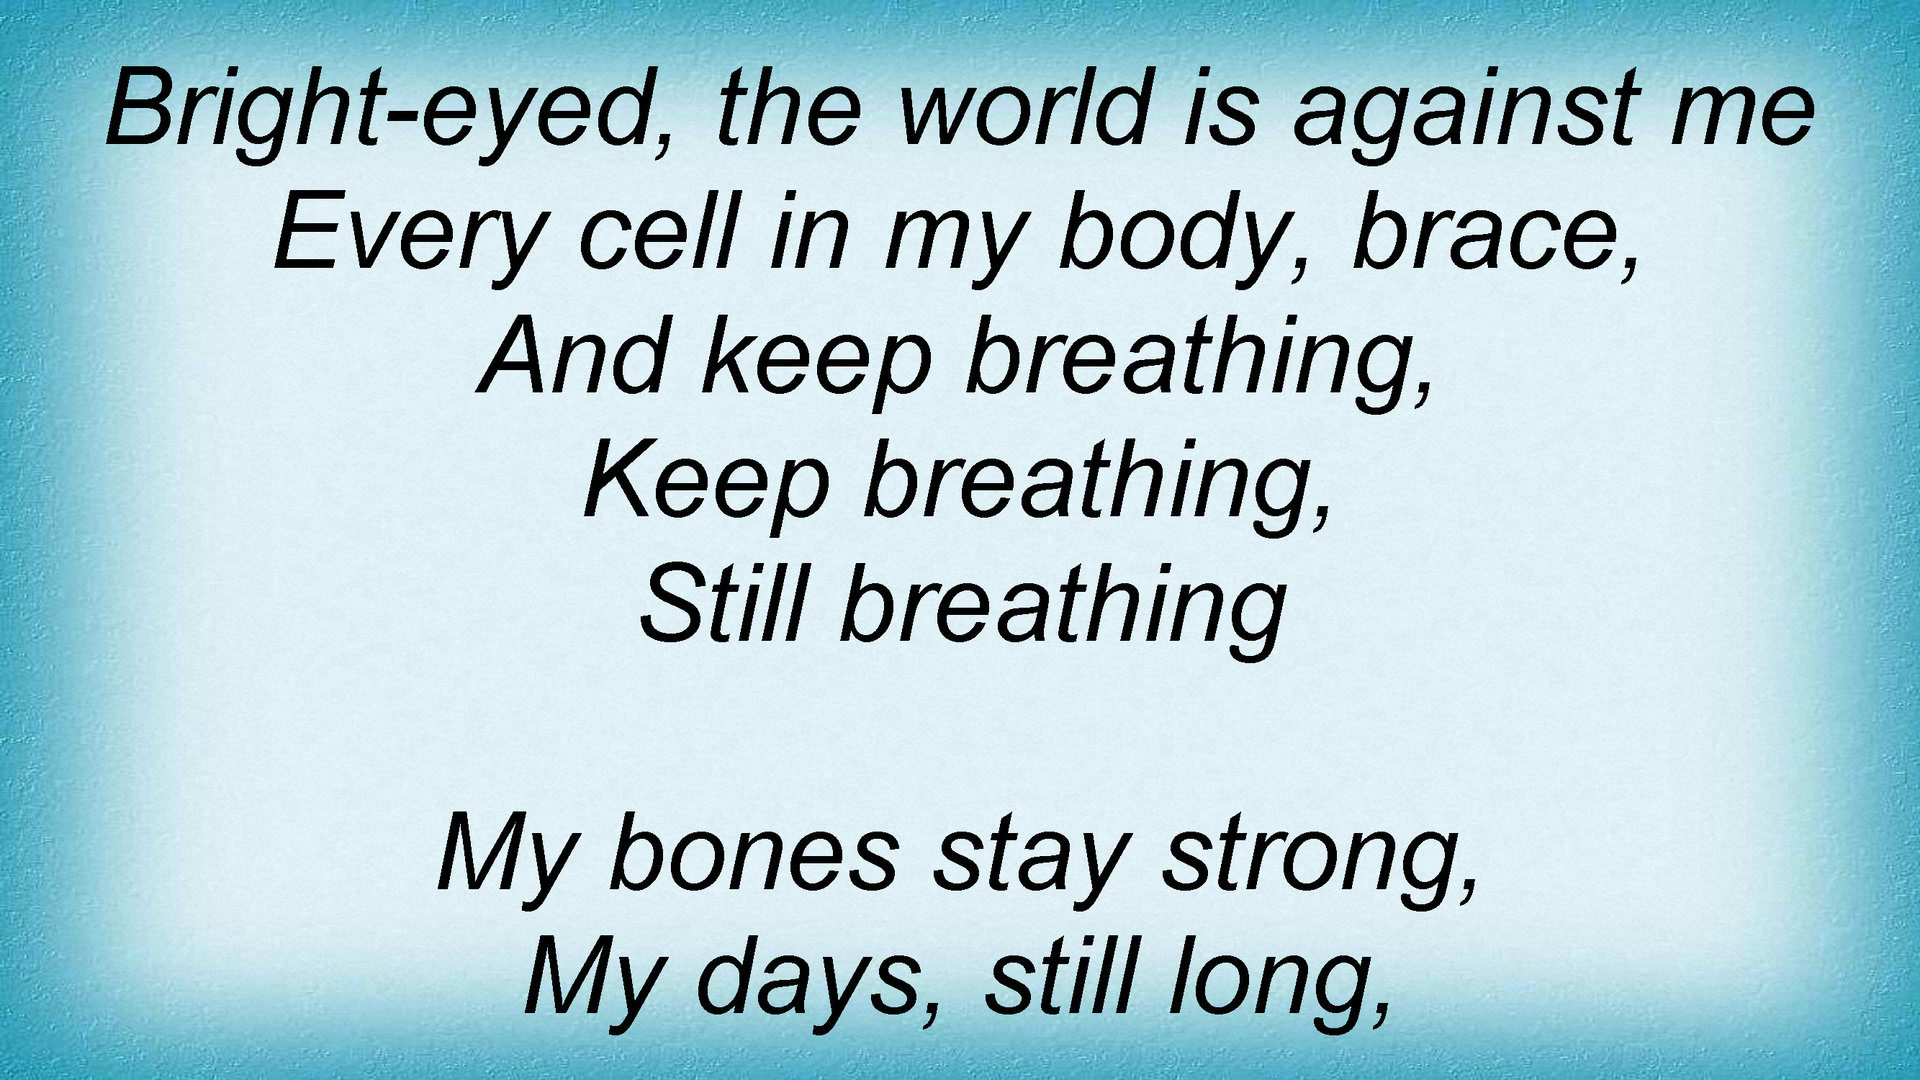 Bright-eyed, the world is against me
Every cell in my body, brace,
And keep breathing,
Keep breathing,
Still breathing
My bones stay strong,
My days, still long,